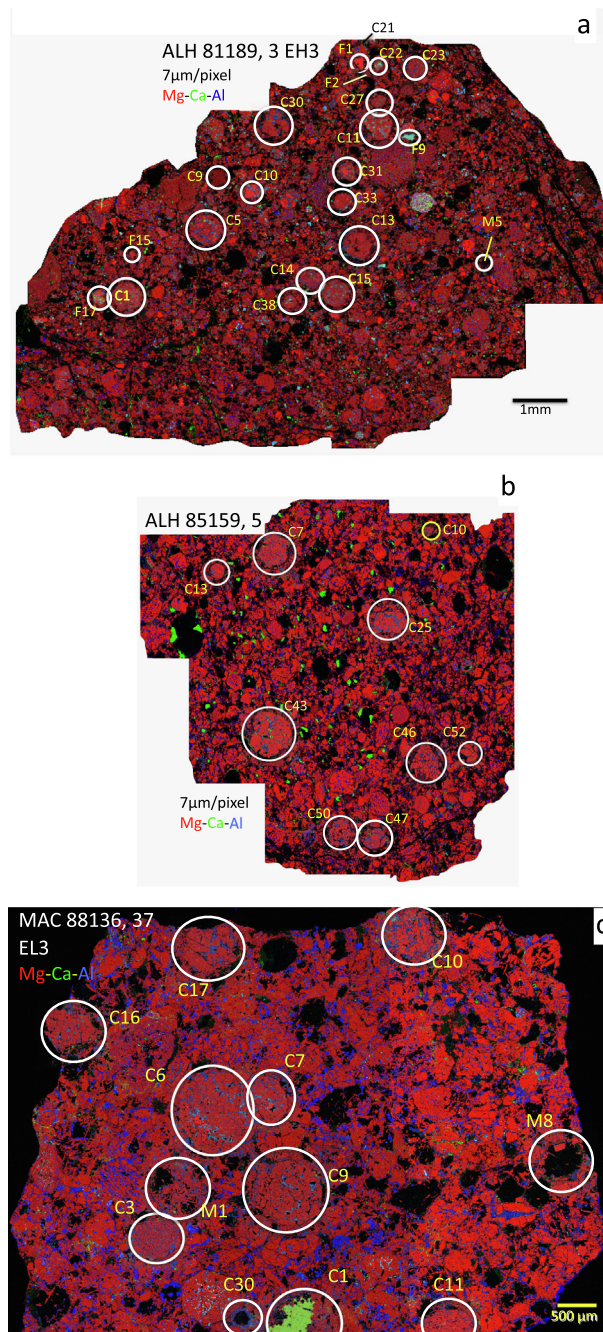 a
ALH 81189, 3 EH3
7µm/pixel
Mg-Ca-Al
C21
F1
C22
C23
F2
C27
C30
C11
F9
C9
C10
C31
C33
C5
C13
M5
F15
C14
C15
C1
F17
C38
1mm
b
ALH 85159, 5
C7
C10
C13
C25
C43
C46
C52
7µm/pixel
Mg-Ca-Al
C50
C47
MAC 88136, 37
c
EL3
Mg-Ca-Al
C10
C17
C16
C7
C6
M8
C9
C3
M1
C30
C1
C11
500 µm